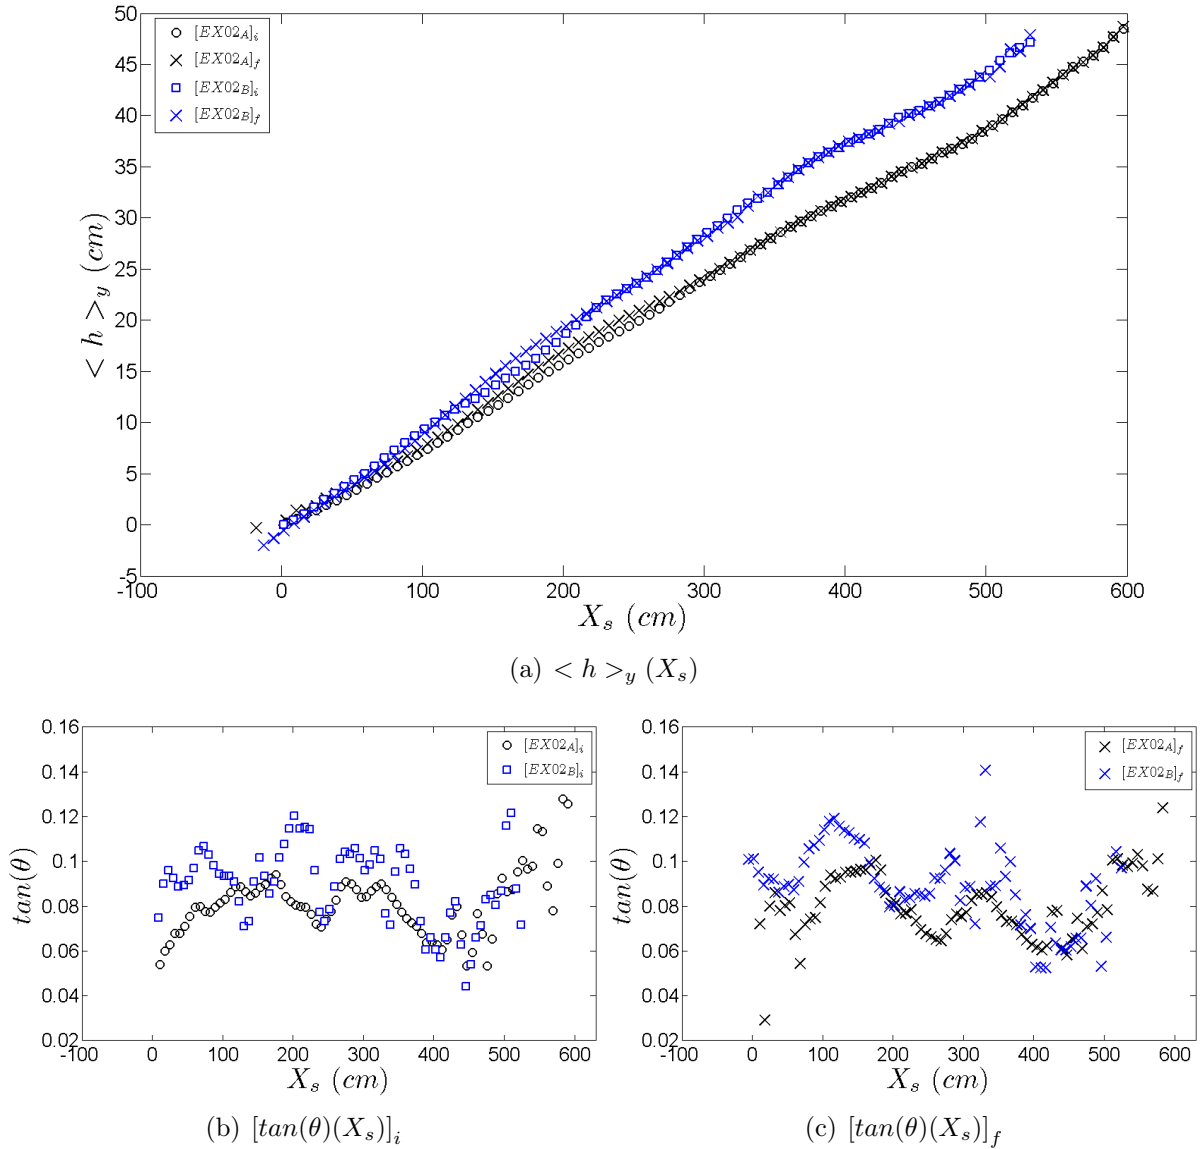 50
45
40
35
30
25
20
15
10
5
0
-5
< h >y (cm)
[EX02A]i
[EX02A]f
[EX02B]i
[EX02B]f
-100 0 100 200 300 400 500 600
Xs (cm)
(a) < h >y (Xs)
0.16
0.14
0.12
0.1
0.08
0.06
0.04
0.02
tan(θ)
[EX02A]i
[EX02B]i
-100 0 100 200 300 400 500 600
Xs (cm)
(b) [tan(θ)(Xs)]i
0.16
0.14
0.12
0.1
0.08
0.06
0.04
0.02
tan(θ)
[EX02A]f
[EX02B]f
-100 0 100 200 300 400 500 600
Xs (cm)
(c) [tan(θ)(Xs)]f